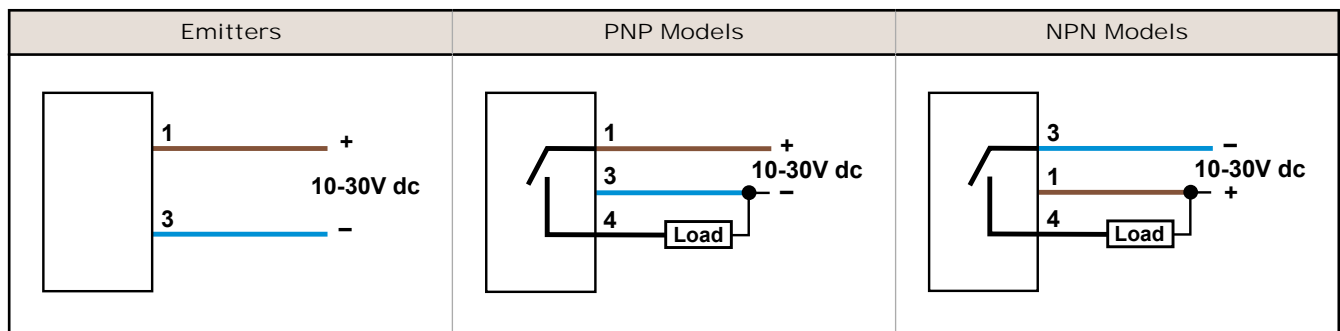 Emitters
PNP Models
NPN Models
1
+
10-30V dc
3
–
1
+
10-30V dc
3
–
4
Load
3
–
10-30V dc
1
+
4
Load